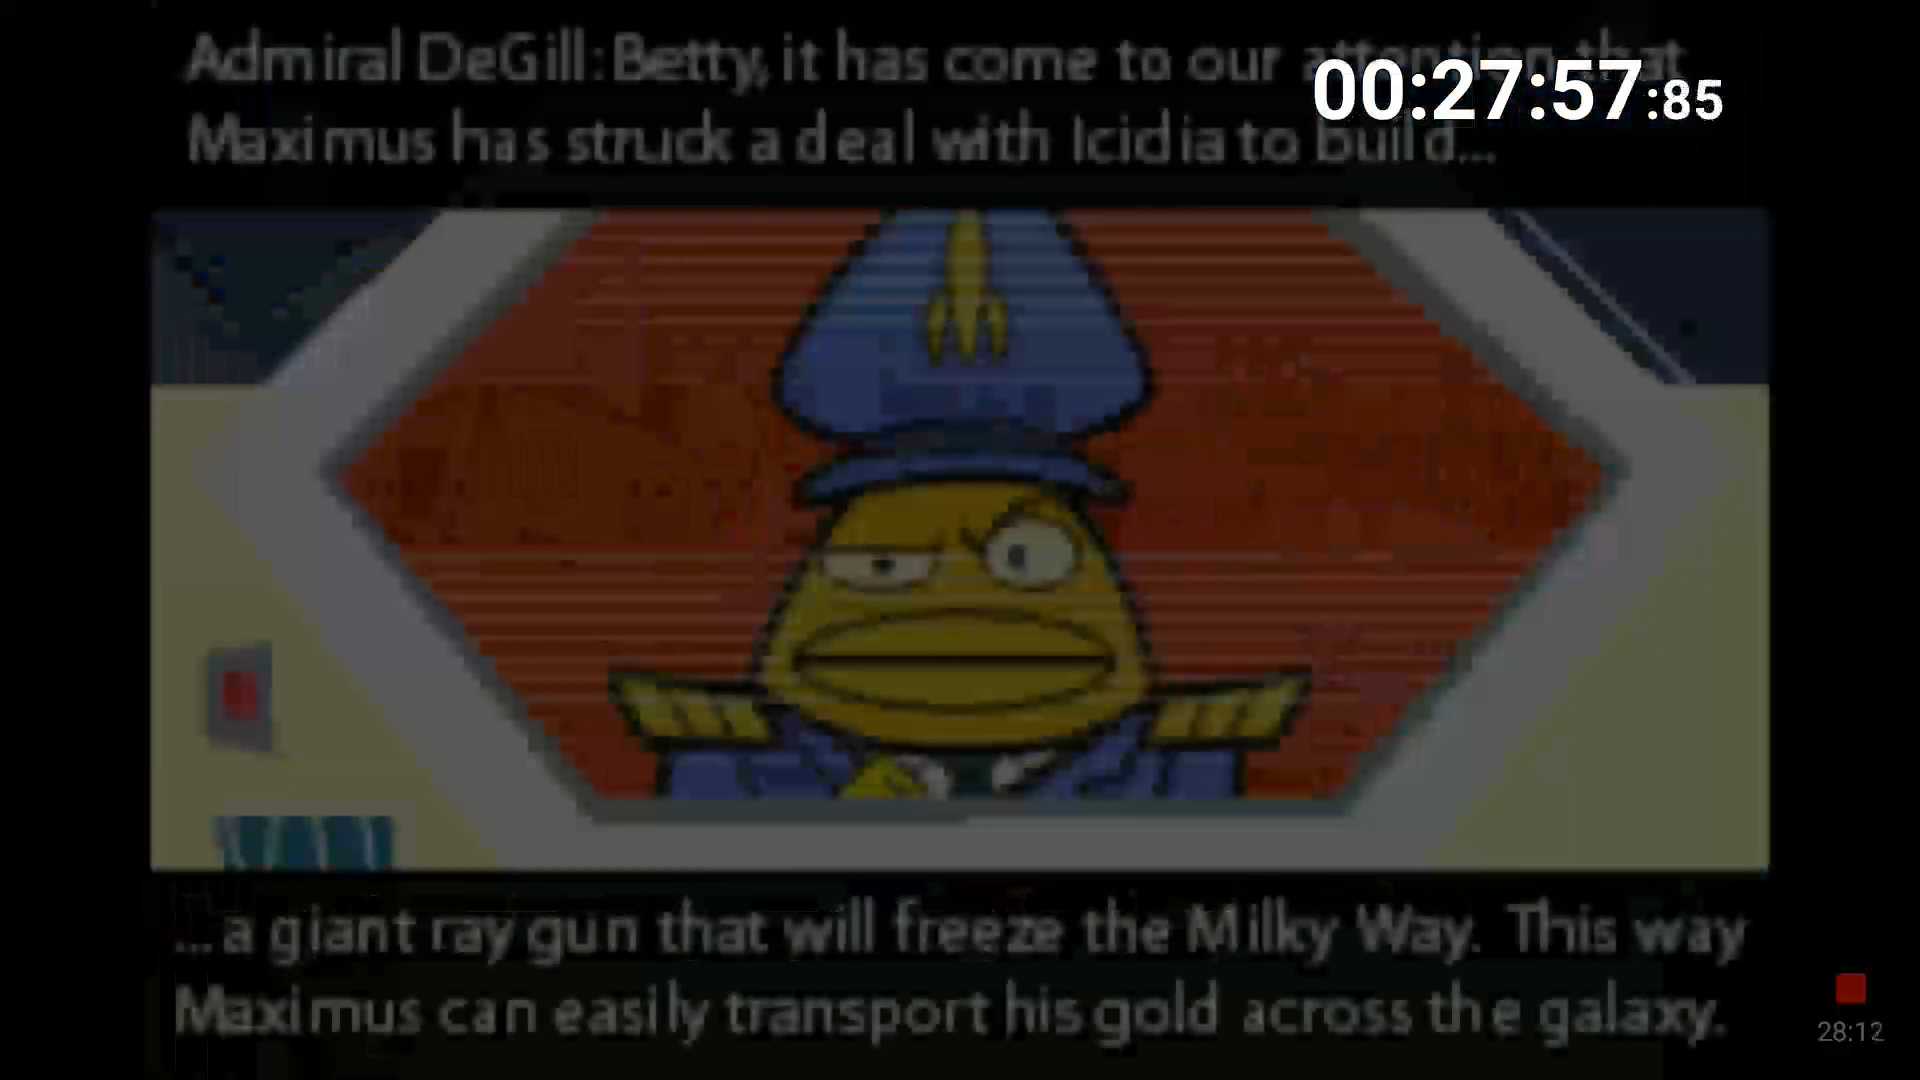 Admiral DeGill: Betty, it has come to our attention that
00:27:57:85
Maximus has struck a deal with Icidia to build...
...a giant ray gun that will freeze the Milky Way. This way
Maximus can easily transport his gold across the galaxy.
28:12